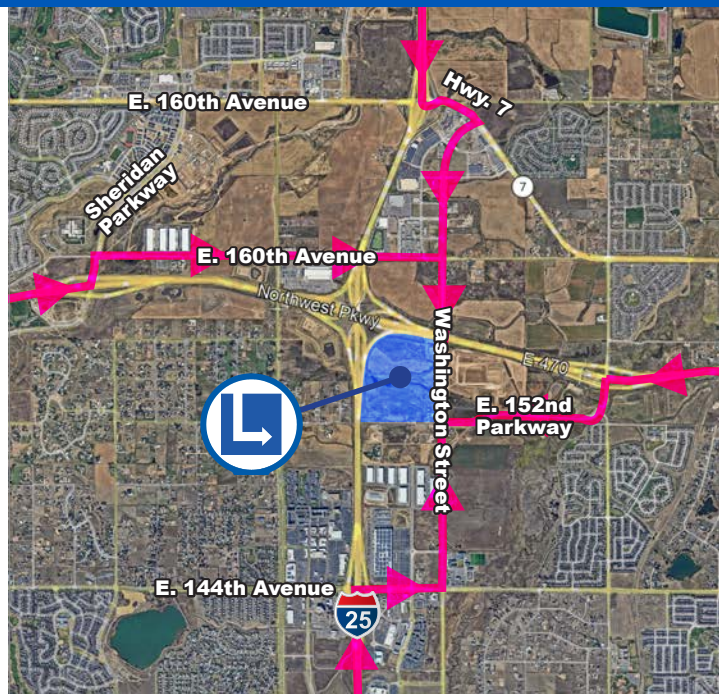 E. 160th Avenue
Hwy. 7
7
Sheridan
Parkway
E. 160th Avenue
Northwest Pkwy
Washington Street
E 470
E. 152nd
Parkway
E. 144th Avenue
25